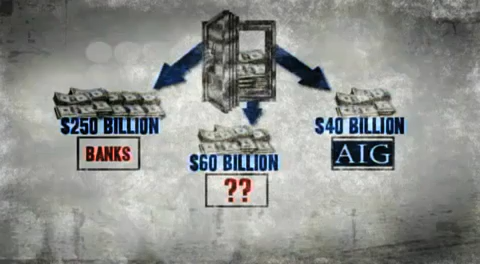 $250 BILLION
BANKS
$60 BILLION
??
$40 BILLION
AIG